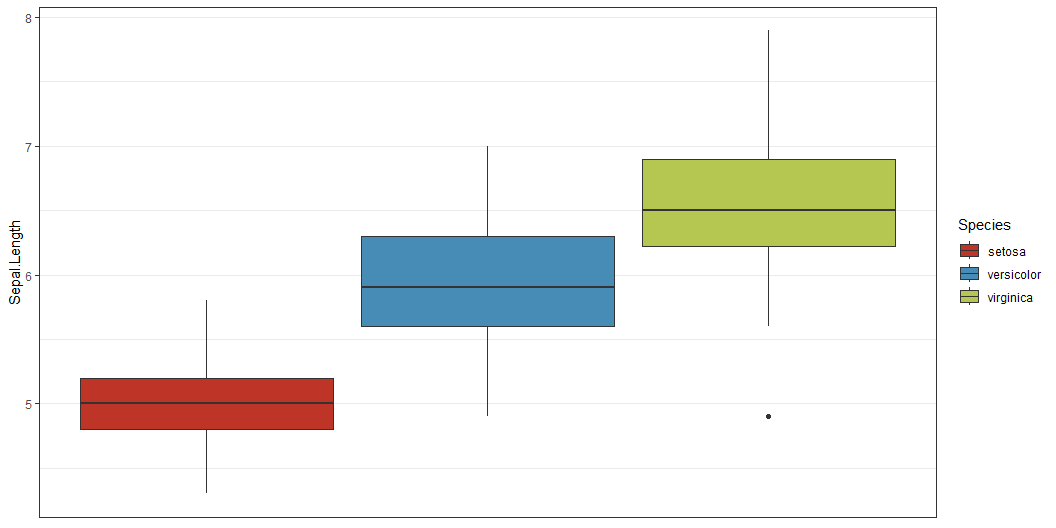 8
7
6
5
Sepal.Length
Species
setosa
versicolor
virginica